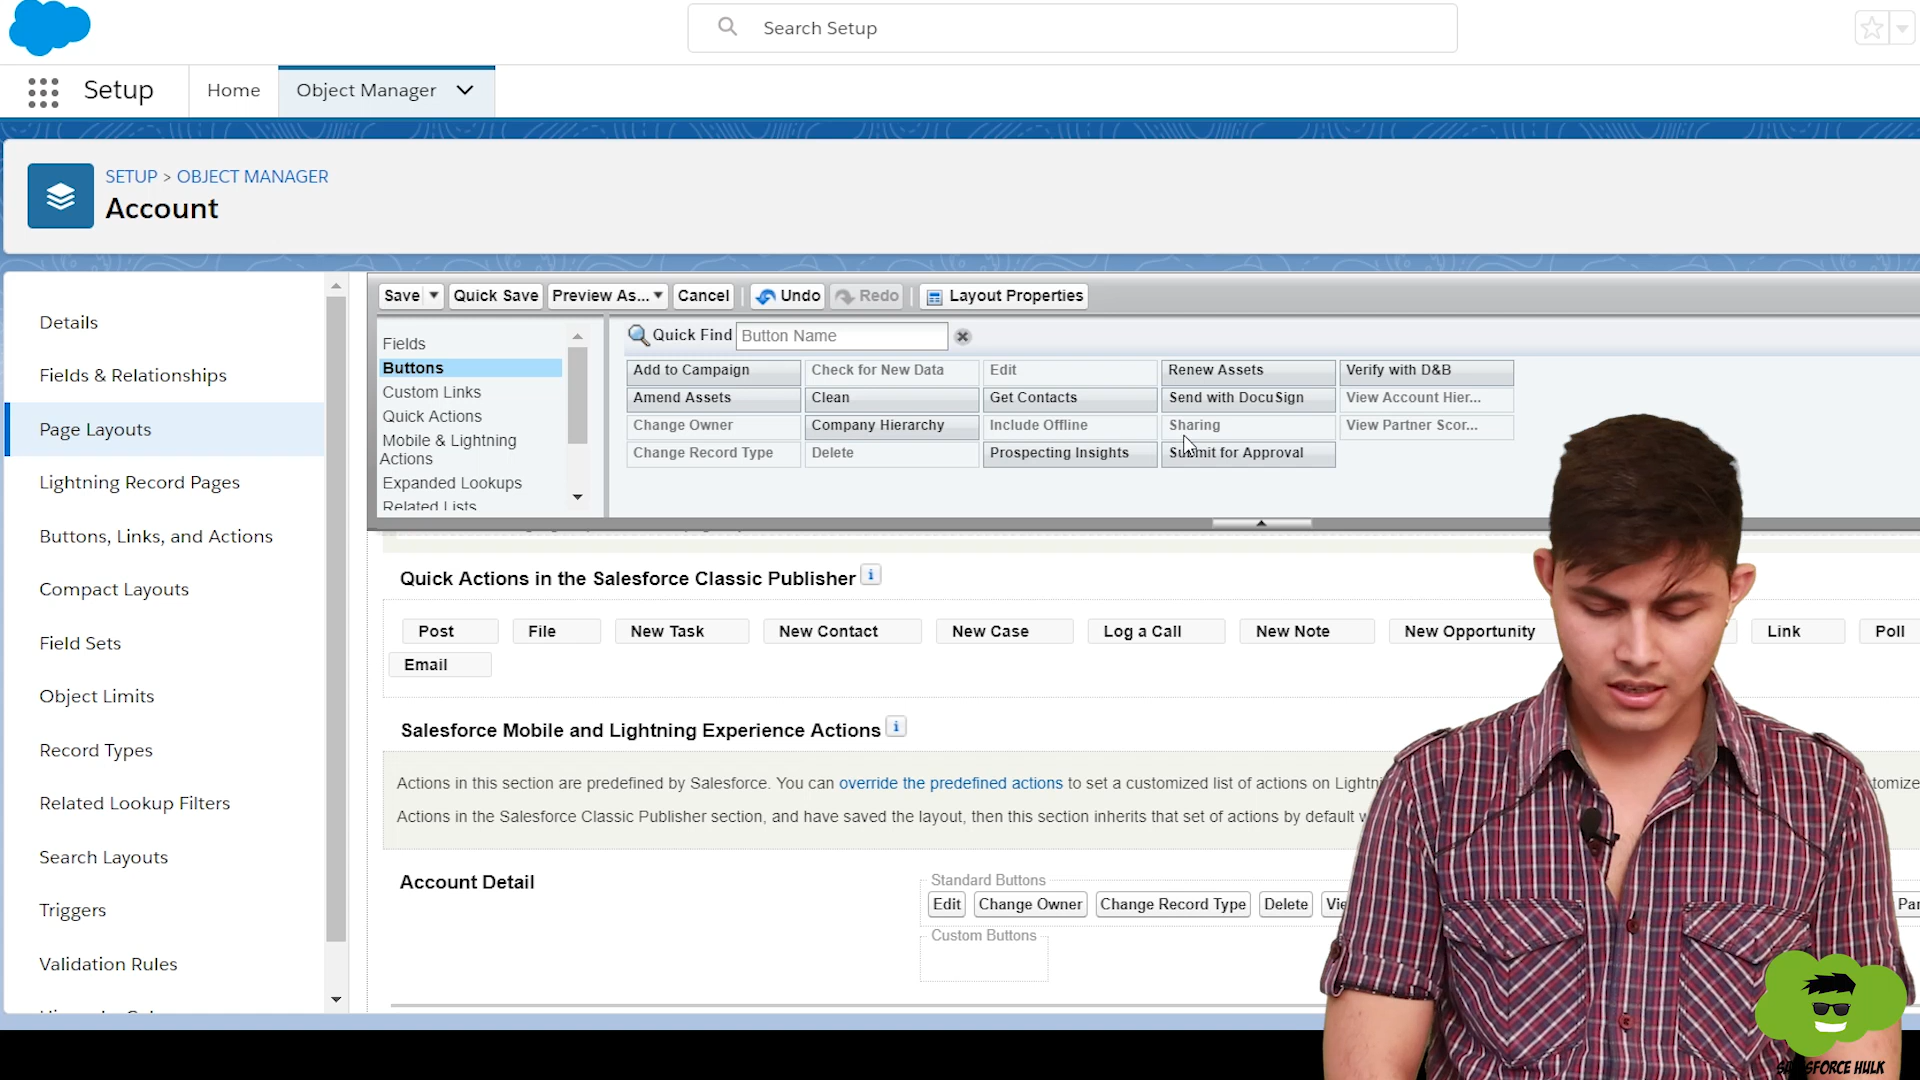 Search Setup
Setup
Home
Object Manager
SETUP > OBJECT MANAGER
Account
Details
Fields & Relationships
Page Layouts
Lightning Record Pages
Buttons, Links, and Actions
Compact Layouts
Field Sets
Object Limits
Record Types
Related Lookup Filters
Search Layouts
Triggers
Validation Rules
Save
Quick Save
Preview As...
Cancel
Undo
Redo
Layout Properties
Fields
Buttons
Custom Links
Quick Actions
Mobile & Lightning
Actions
Expanded Lookups
Related Lists
Quick Find
Button Name
Add to Campaign
Check for New Data
Edit
Renew Assets
Verify with D&B
Amend Assets
Clean
Get Contacts
Send with DocuSign
View Account Hier...
Change Owner
Company Hierarchy
Include Offline
Sharing
View Partner Scor...
Change Record Type
Delete
Prospecting Insights
Submit for Approval
Quick Actions in the Salesforce Classic Publisher
Post
File
New Task
New Contact
New Case
Log a Call
New Note
New Opportunity
Link
Poll
Email
Salesforce Mobile and Lightning Experience Actions
Actions in this section are predefined by Salesforce. You can override the predefined actions to set a customized list of actions on
Actions in the Salesforce Classic Publisher section, and have saved the layout, then this section inherits that set of actions by default
Account Detail
Standard Buttons
Edit
Change Owner
Change Record Type
Delete
Custom Buttons
SALESFORCE HULK